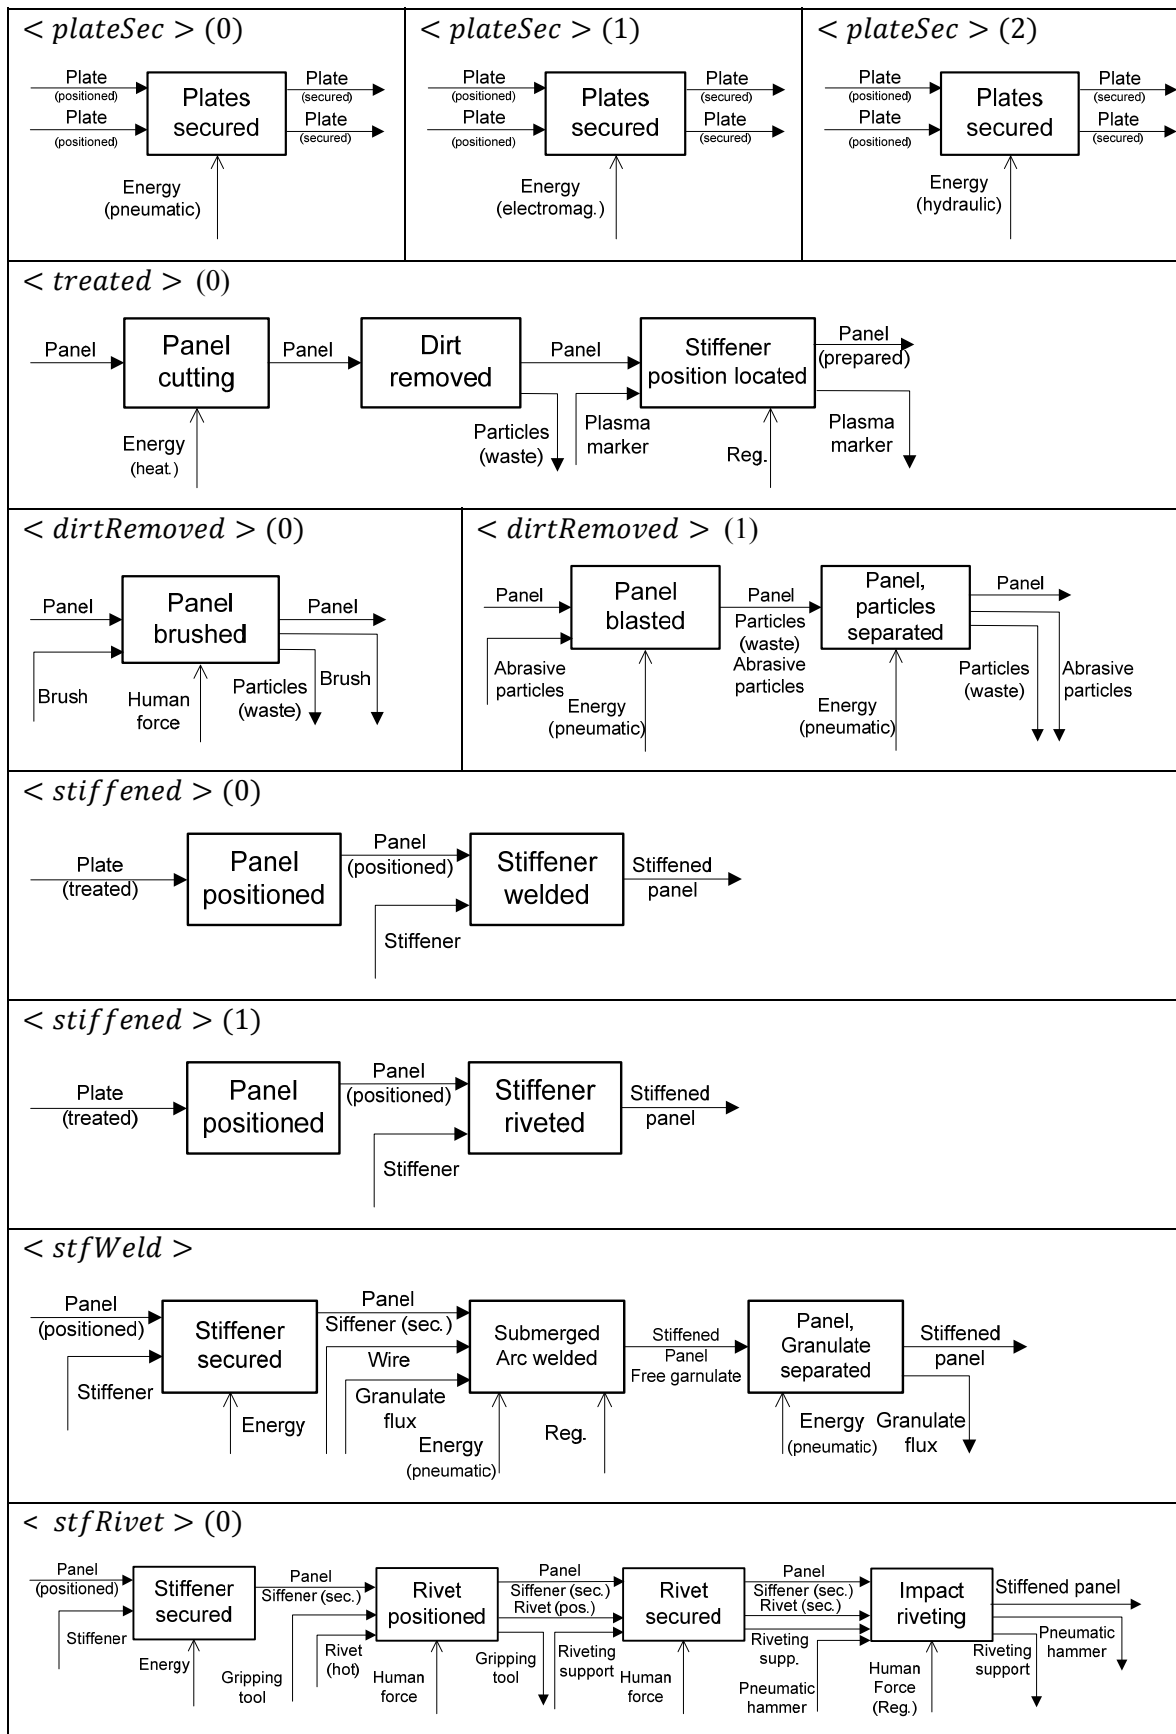 < plateSec > (0)
Plate
(positioned)
Plate
(positioned)
Plates
secured
Plate
(secured)
Plate
(secured)
Energy
(pneumatic)
< plateSec > (1)
Plate
(positioned)
Plate
(positioned)
Plates
secured
Plate
(secured)
Plate
(secured)
Energy
(electromag.)
< plateSec > (2)
Plate
(positioned)
Plate
(positioned)
Plates
secured
Plate
(secured)
Plate
(secured)
Energy
(hydraulic)
< treated > (0)
Panel
Panel
cutting
Energy
(heat.)
Panel
Dirt
removed
Panel
Particles
(waste)
Plasma
marker
Stiffener
position located
Reg.
Panel
(prepared)
Plasma
marker
< dirtRemoved > (0)
Panel
Brush
Panel
brushed
Human
force
Panel
Particles
(waste)
Brush
< dirtRemoved > (1)
Panel
Abrasive
particles
Panel
blasted
Energy
(pneumatic)
Panel
Particles
(waste)
Abrasive
particles
Panel,
particles
separated
Energy
(pneumatic)
Panel
Particles
(waste)
Abrasive
particles
< stiffened > (0)
Plate
(treated)
Panel
positioned
Panel
(positioned)
Stiffener
Stiffener
welded
Stiffened
panel
< stiffened > (1)
Plate
(treated)
Panel
positioned
Panel
(positioned)
Stiffener
Stiffener
riveted
Stiffened
panel
< stfWeld >
Panel
(positioned)
Stiffener
Stiffener
secured
Energy
Panel
Siffener (sec.)
Wire
Granulate
flux
Submerged
Arc welded
Energy
(pneumatic)
Reg.
Stiffened
Panel
Free garnulate
Panel,
Granulate
separated
Energy
(pneumatic)
Stiffened
panel
Granulate
flux
< stfRivet > (0)
Panel
(positioned)
Stiffener
Stiffener
secured
Energy
Panel
Siffener (sec.)
Gripping
tool
Rivet
(hot)
Rivet
positioned
Human
force
Panel
Siffener (sec.)
Rivet (pos.)
Gripping
tool
Riveting
support
Rivet
secured
Human
force
Panel
Siffener (sec.)
Rivet (sec.)
Riveting
supp.
Pneumatic
hammer
Impact
riveting
Human
Force
(Reg.)
Stiffened panel
Riveting
support
Pneumatic
hammer